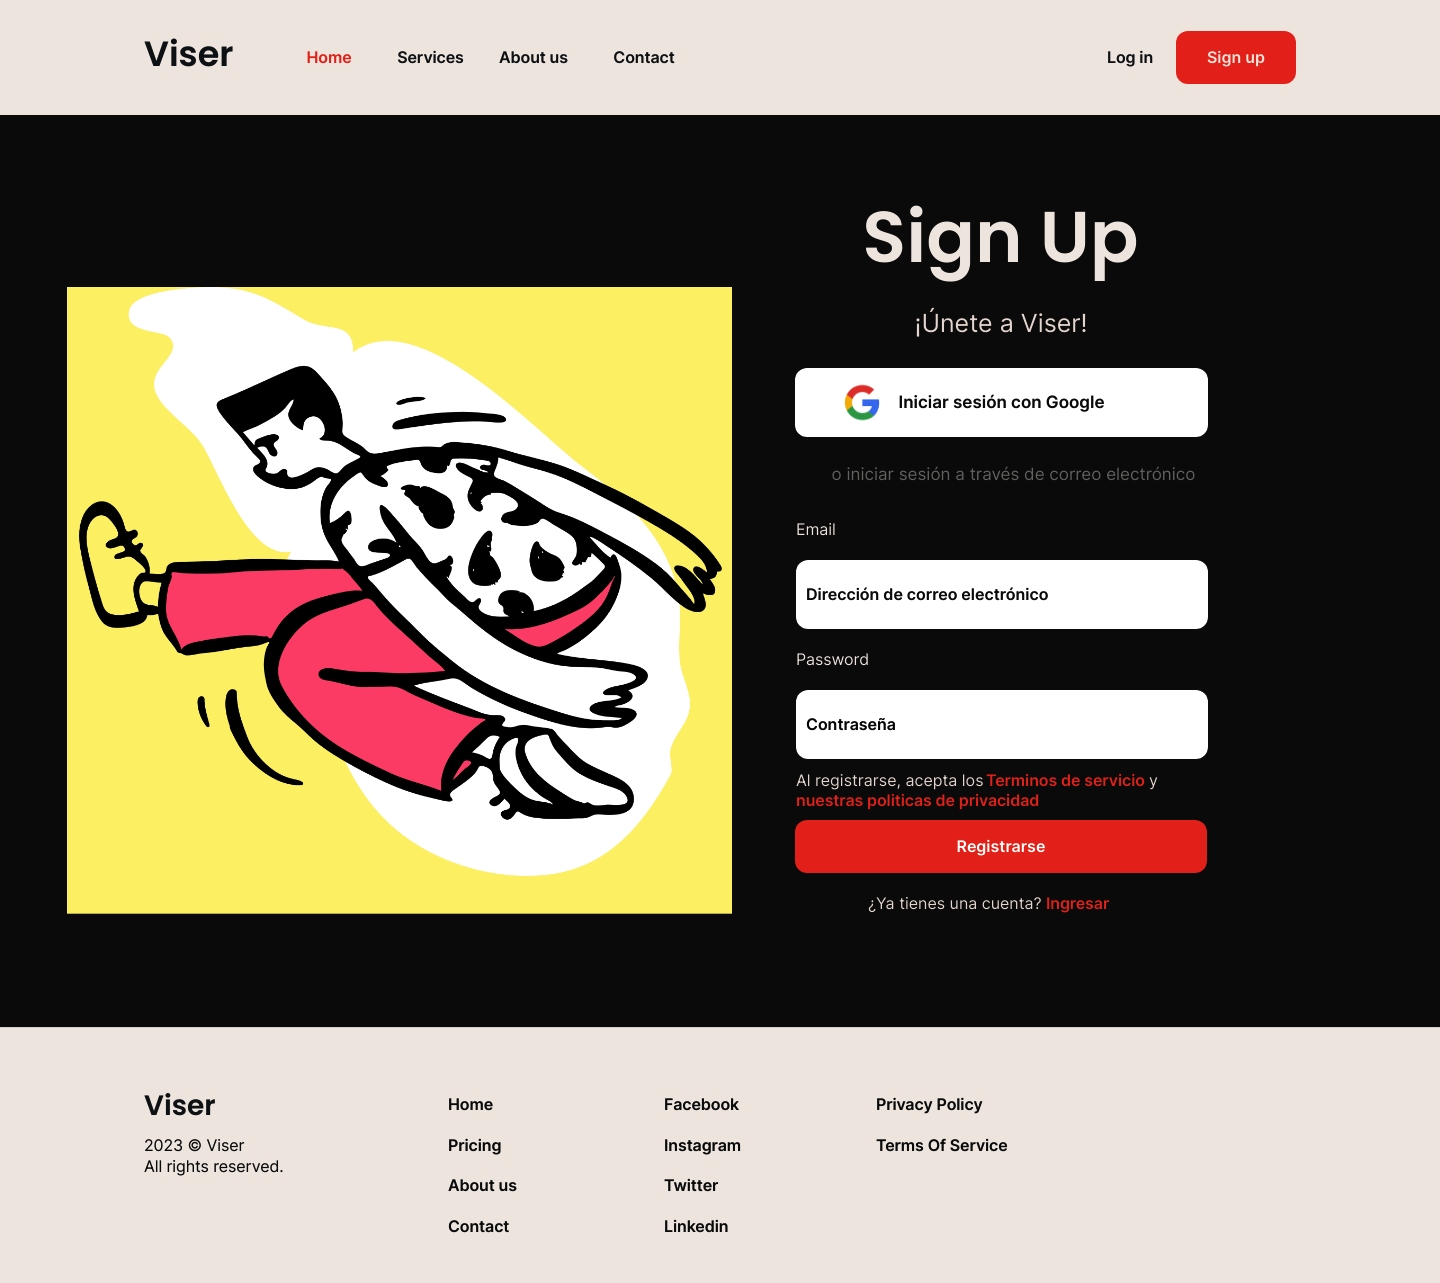 Viser
Home
Services
About us
Contact
Log in
Sign up
Sign Up
¡Únete a Viser!
Iniciar sesión con Google
o iniciar sesión a través de correo electrónico
Email
Dirección de correo electrónico
Password
Contraseña
Al registrarse, acepta los Terminos de servicio y
nuestras politicas de privacidad
Registrarse
¿Ya tienes una cuenta? Ingresar
Viser
2023 © Viser
All rights reserved.
Home
Pricing
About us
Contact
Facebook
Instagram
Twitter
Linkedin
Privacy Policy
Terms Of Service